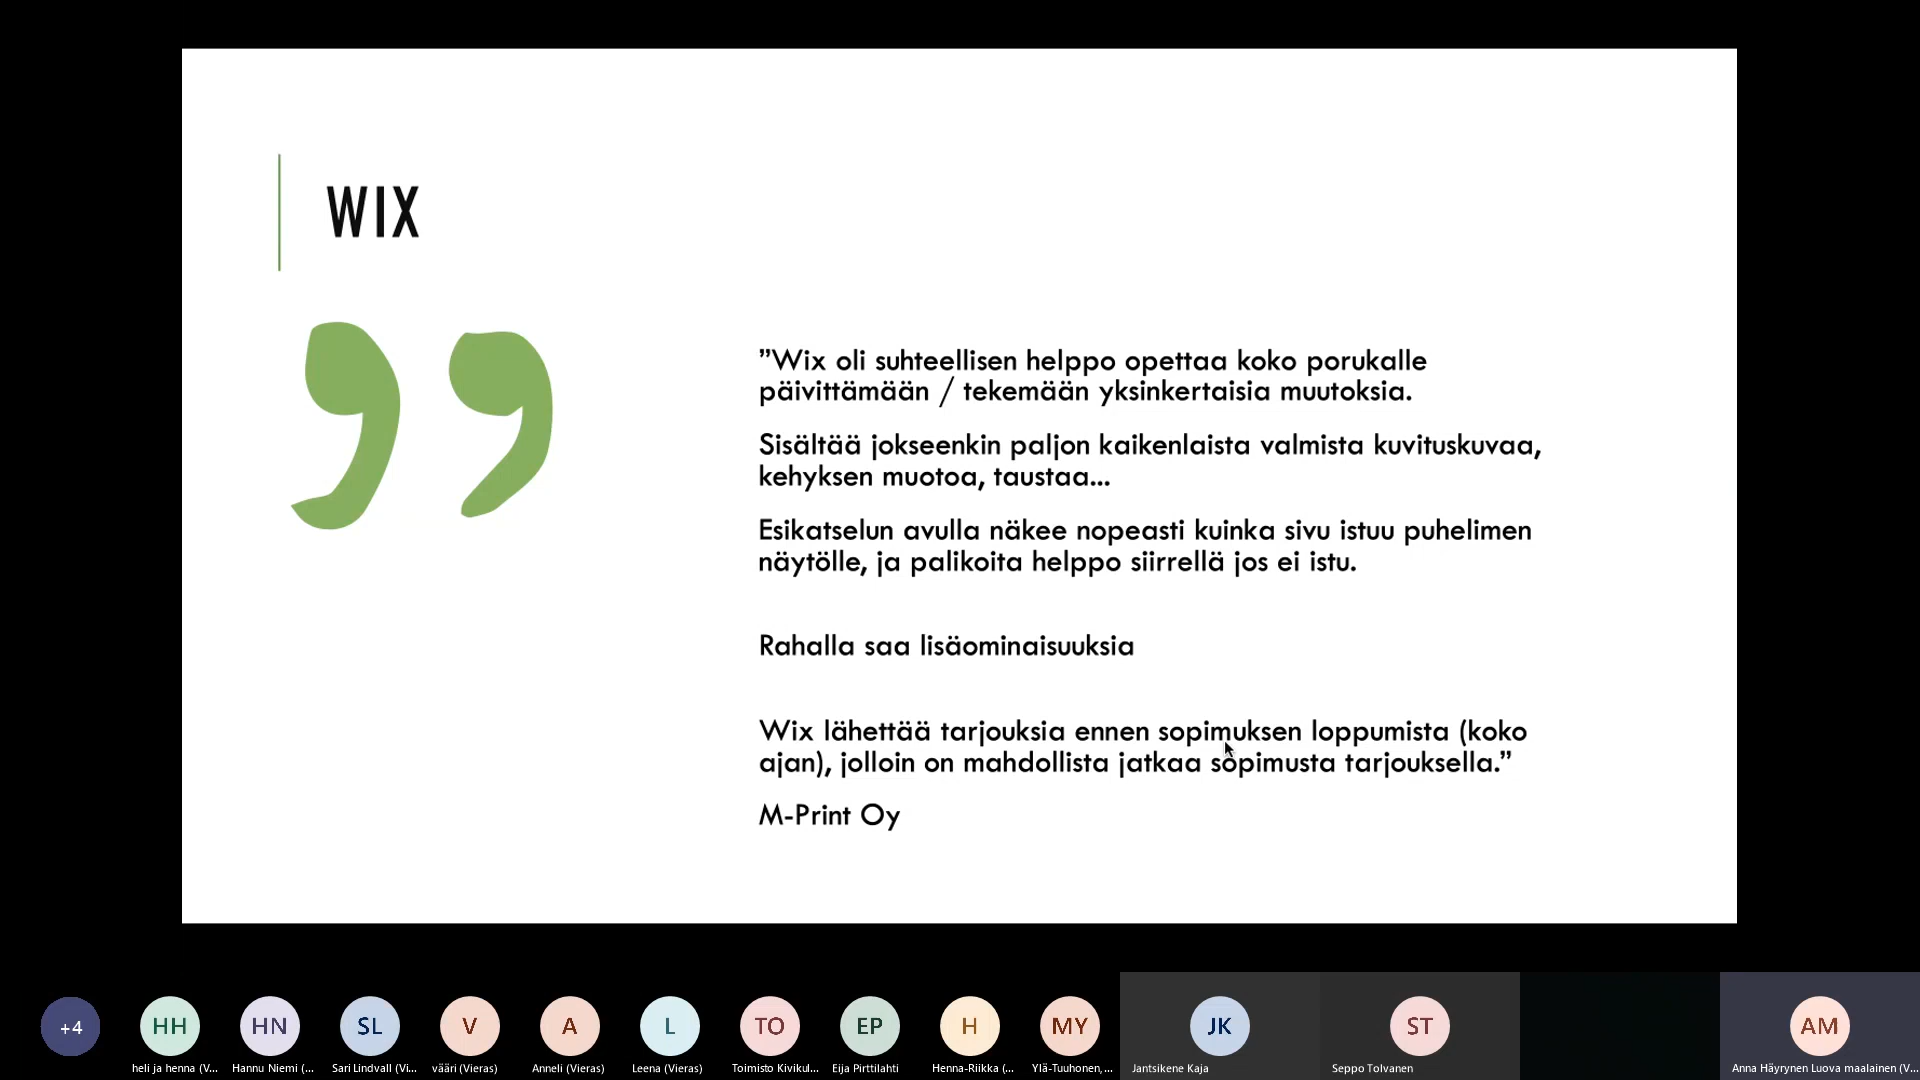 WIX
”Wix oli suhteellisen helppo opettaa koko porukalle
päivittämään / tekemään yksinkertaisia muutoksia.
Sisältää jokseenkin paljon kaikenlaista valmista kuvituskuvaa,
kehyksen muotoa, taustaa...
Esikatselun avulla näkee nopeasti kuinka sivu istuu puhelimen
näytölle, ja palikoita helppo siirrellä jos ei istu.
Rahalla saa lisäominaisuuksia
Wix lähettää tarjouksia ennen sopimuksen loppumista (koko
ajan), jolloin on mahdollista jatkaa sopimusta tarjouksella.”
M-Print Oy
+4 HH HN SL V A L TO EP H MY JK ST AM
heli ja henna (V... Hannu Niemi (... Sari Lindvall (Vi... vääri (Vieras) Anneli (Vieras) Leena (Vieras) Toimisto Kivikul... Eija Pirttilahti Henna-Riikka (... Ylä-Tuuhonen, ... Jantsikene Kaja Seppo Tolvanen Anna Häyrynen Luova maalainen (V...